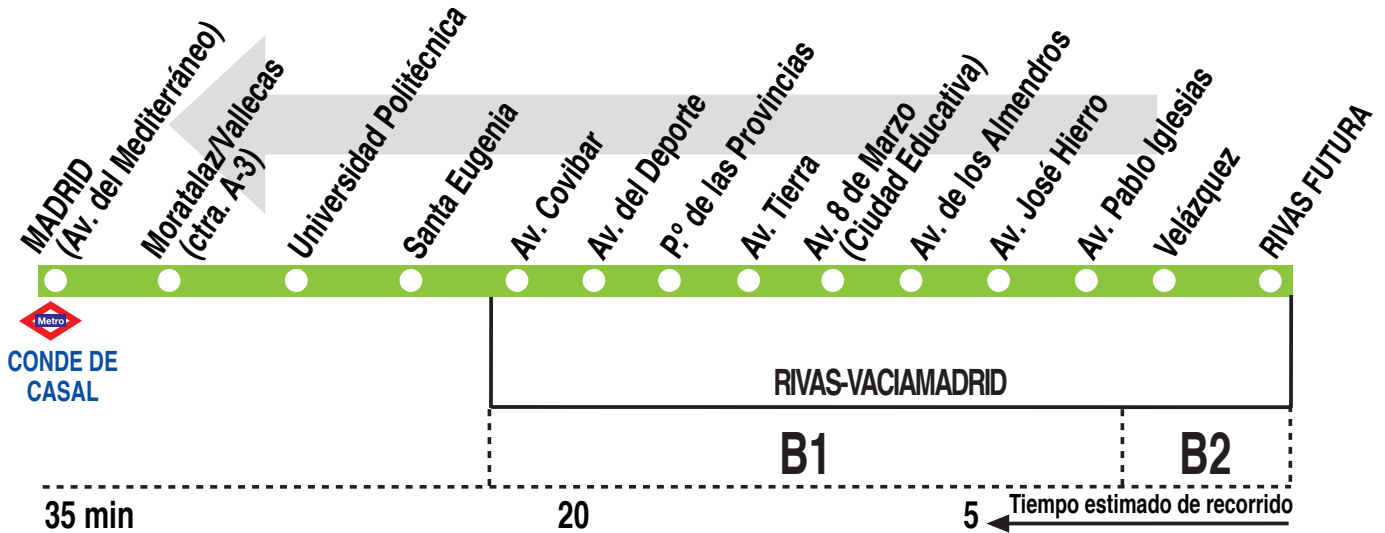 MADRID
(Av. del Mediterráneo)
Moratalaz/Vallecas
(ctra. A-3)
Universidad Politécnica
Santa Eugenia
Av. Covibar
Av. del Deporte
P.º de las Provincias
Av. Tierra
Av. 8 de Marzo
(Ciudad Educativa)
Av. de los Almendros
Av. José Hierro
Av. Pablo Iglesias
Velázquez
RIVAS FUTURA
Metro
CONDE DE
CASAL
RIVAS-VACIAMADRID
B1
B2
35 min
20
5
Tiempo estimado de recorrido